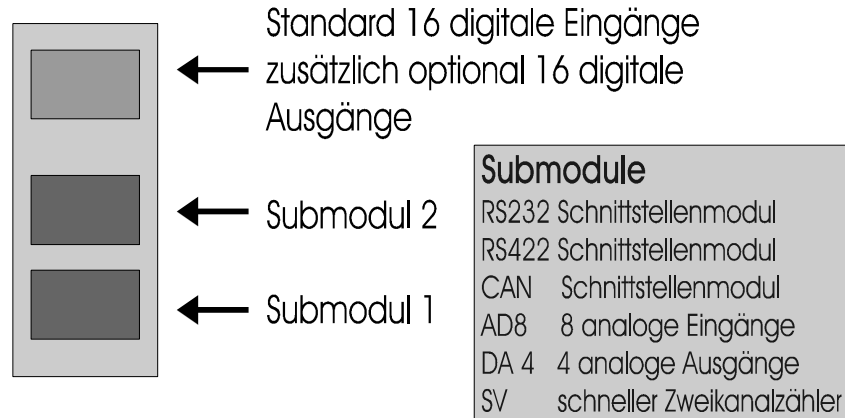 Standard 16 digitale Eingänge
zusätzlich optional 16 digitale
Ausgänge
Submodul 2
Submodul 1
Submodule
RS232 Schnittstellenmodul
RS422 Schnittstellenmodul
CAN Schnittstellenmodul
AD8 8 analoge Eingänge
DA 4 4 analoge Ausgänge
SV schneller Zweikanalzähler